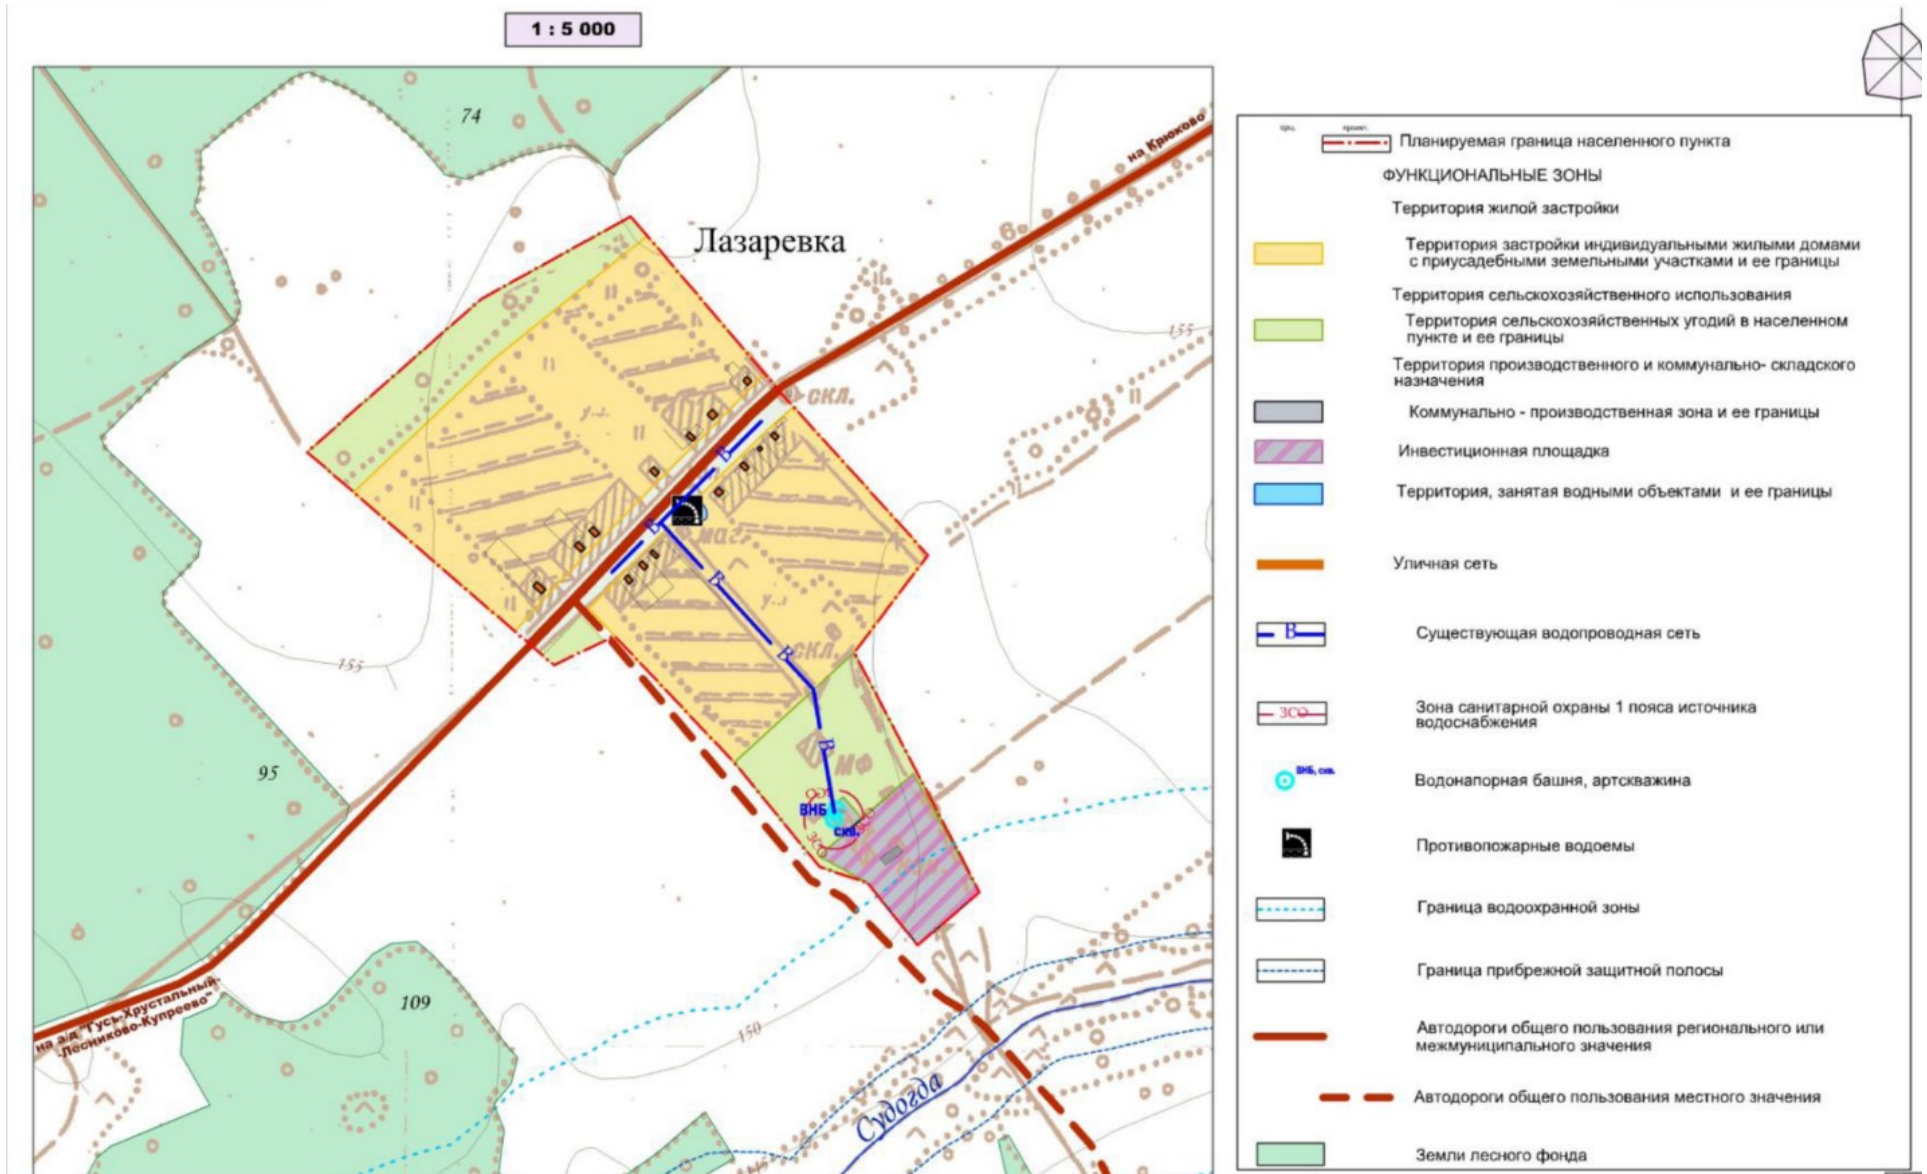 1 : 5 000
74
на Крюково
Лазаревка
155
скл.
В
маг.
В
В
скл.
В
155
В
МФ
95
ВНБ
ЗСО
скв.
ЗСО
109
на а/д "Гусь-Хрустальный-
-Лесниково-Купреево"
150
Судогда
сущ.
проект.
Планируемая граница населенного пункта
ФУНКЦИОНАЛЬНЫЕ ЗОНЫ
Территория жилой застройки
Территория застройки индивидуальными жилыми домами
с приусадебными земельными участками и ее границы
Территория сельскохозяйственного использования
Территория сельскохозяйственных угодий в населенном
пункте и ее границы
Территория производственного и коммунально- складского
назначения
Коммунально - производственная зона и ее границы
Инвестиционная площадка
Территория, занятая водными объектами и ее границы
Уличная сеть
В
Существующая водопроводная сеть
ЗСО
Зона санитарной охраны 1 пояса источника
водоснабжения
ВНБ, скв.
Водонапорная башня, артскважина
Противопожарные водоемы
Граница водоохранной зоны
Граница прибрежной защитной полосы
Автодороги общего пользования регионального или
межмуниципального значения
Автодороги общего пользования местного значения
Земли лесного фонда